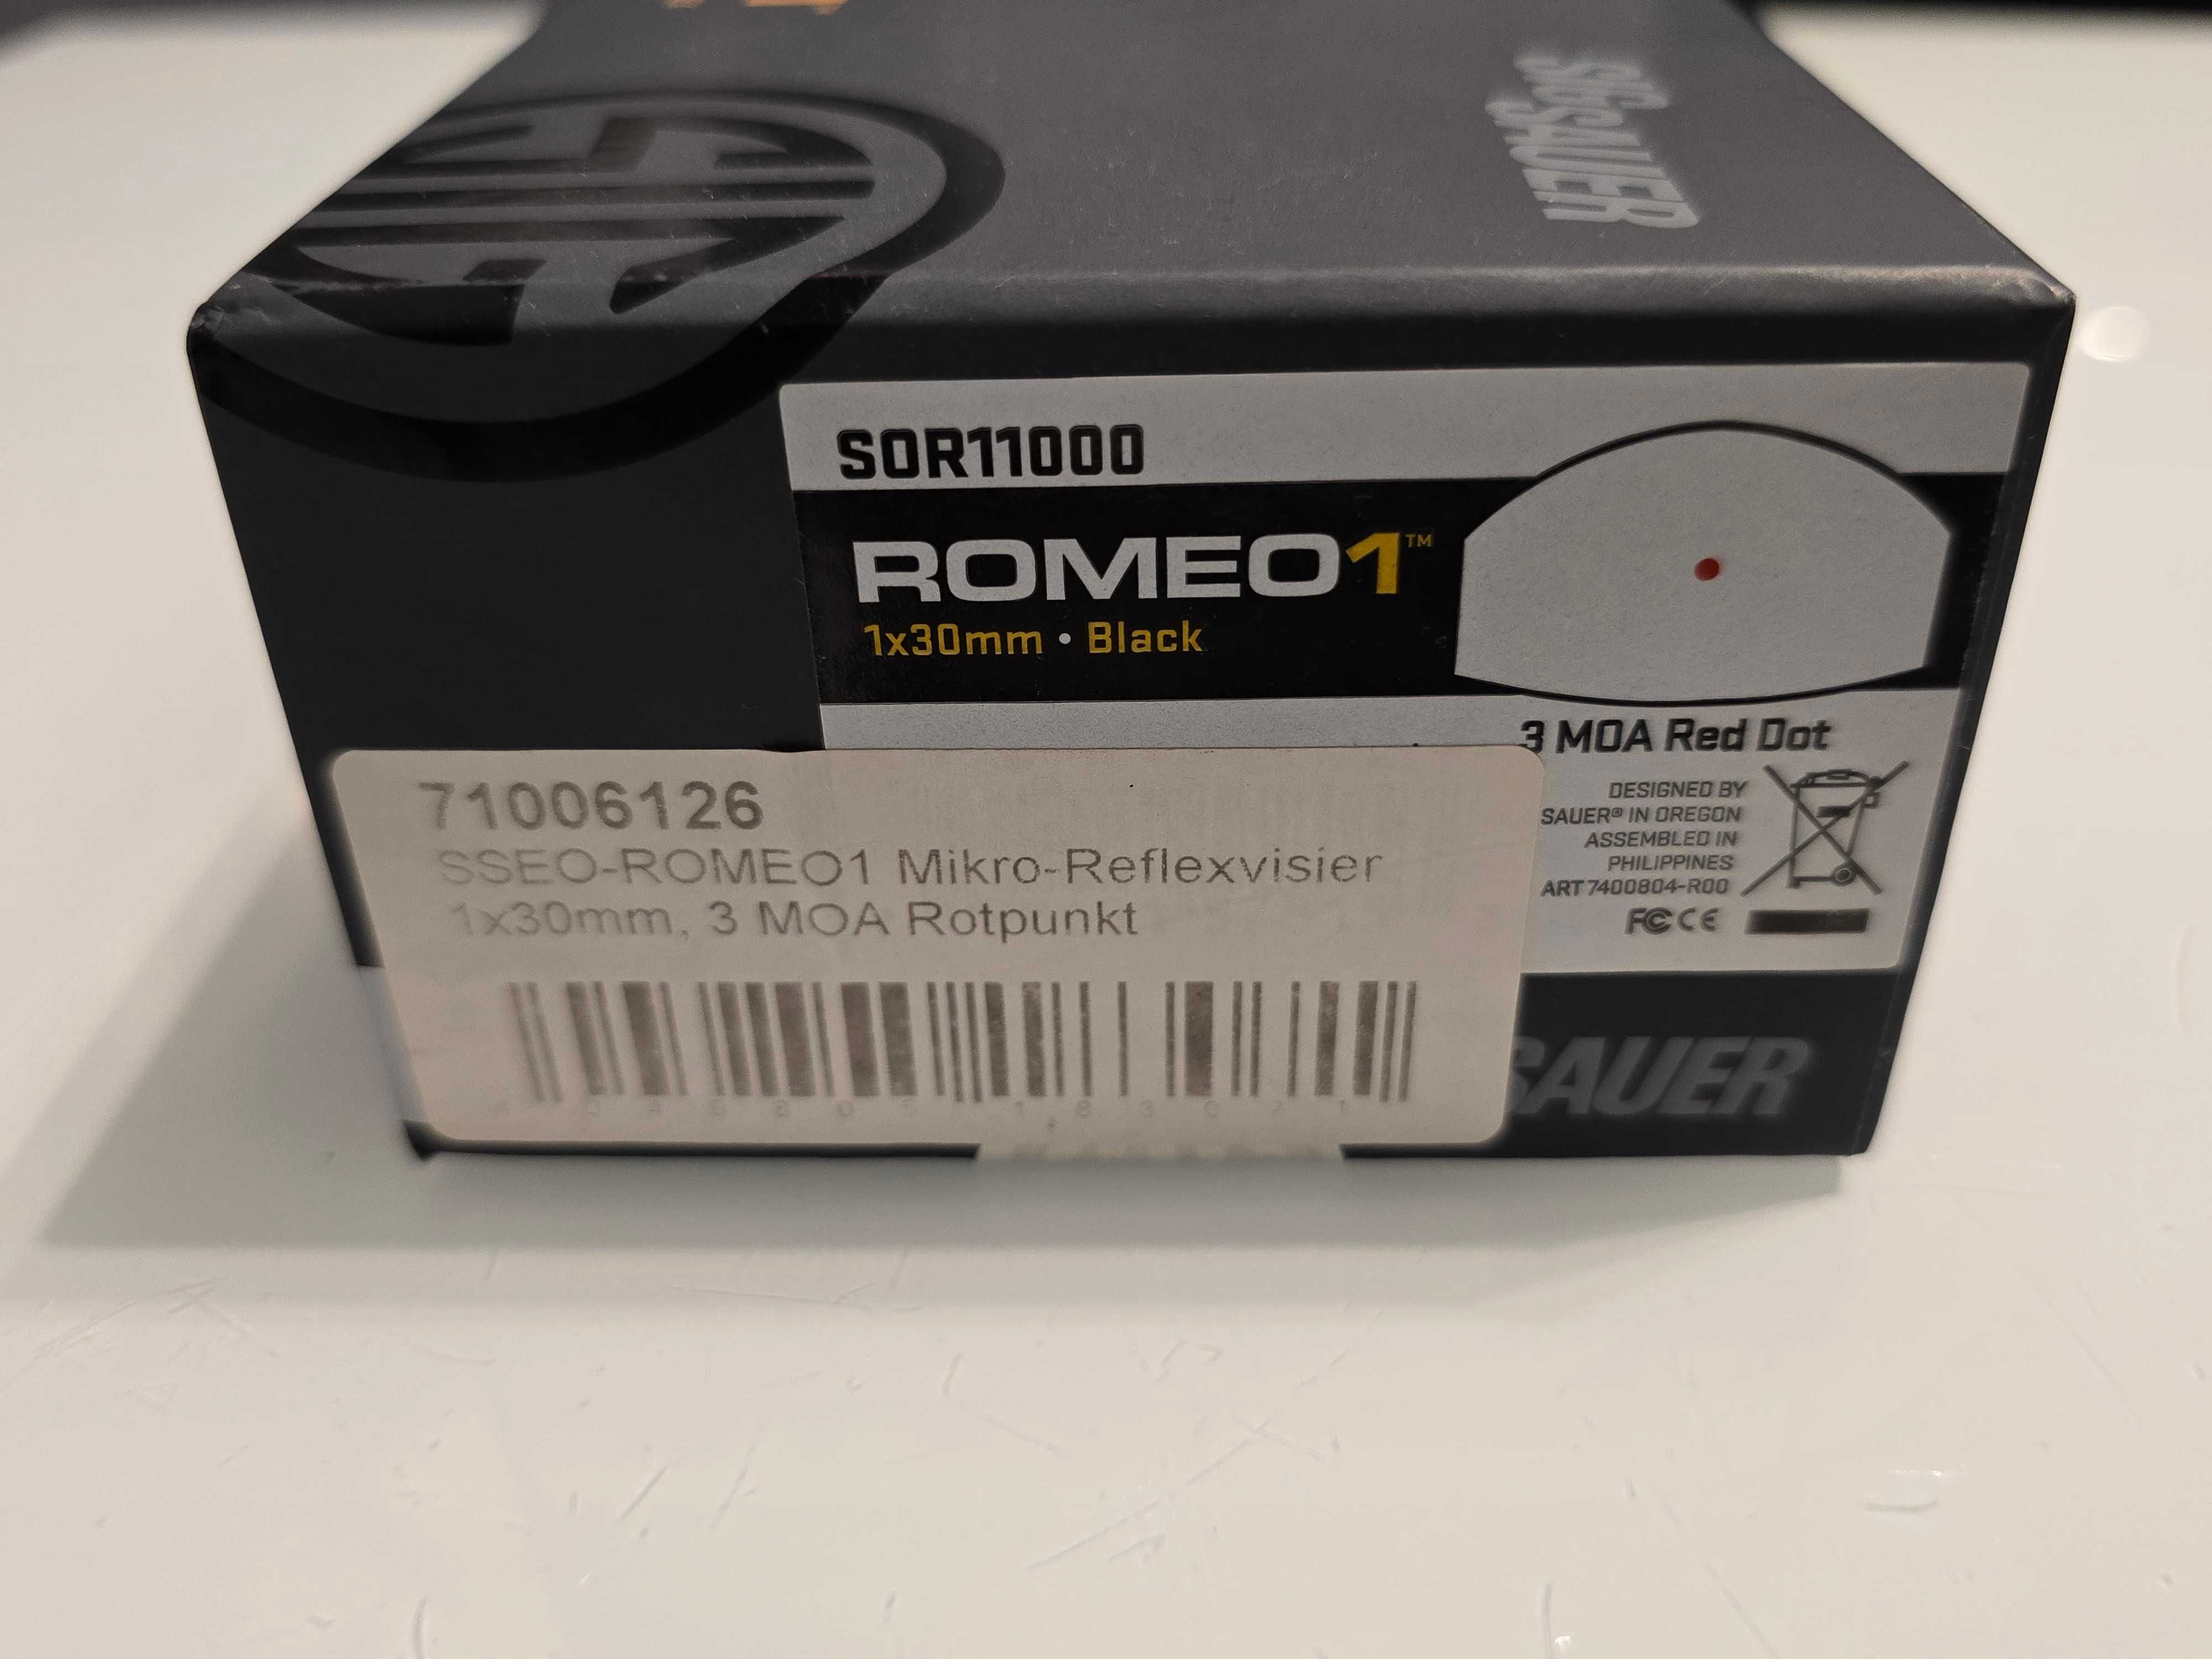 SIG SAUER
SOR11000
ROMEO1™
1x30mm • Black
3 MOA Red Dot
DESIGNED BY
SAUER® IN OREGON
ASSEMBLED IN
PHILIPPINES
ART 7400804-R00
FC CE
71006126
SSEO-ROMEO1 Mikro-Reflexvisier
1x30mm, 3 MOA Rotpunkt
SAUER